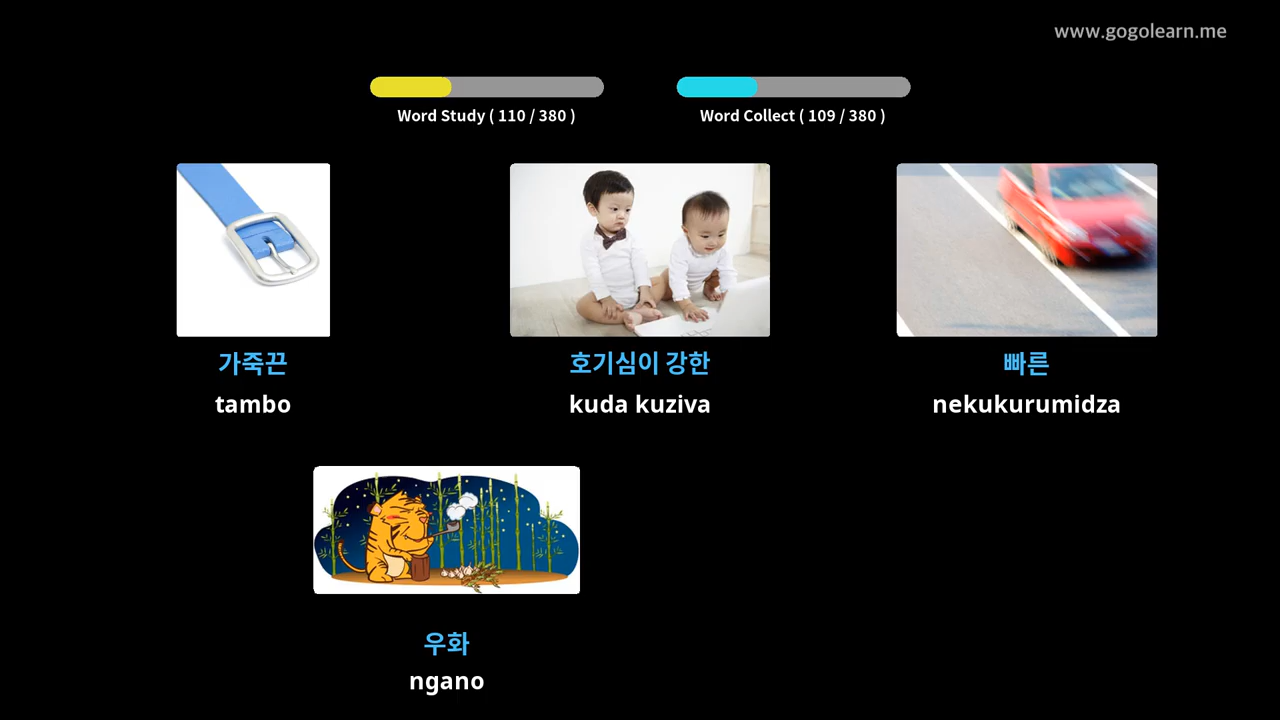 www.gogolearn.me
Word Study ( 110 / 380 )
Word Collect ( 109 / 380 )
가죽끈
tambo
호기심이 강한
kuda kuziva
빠른
nekukurumidza
우화
ngano